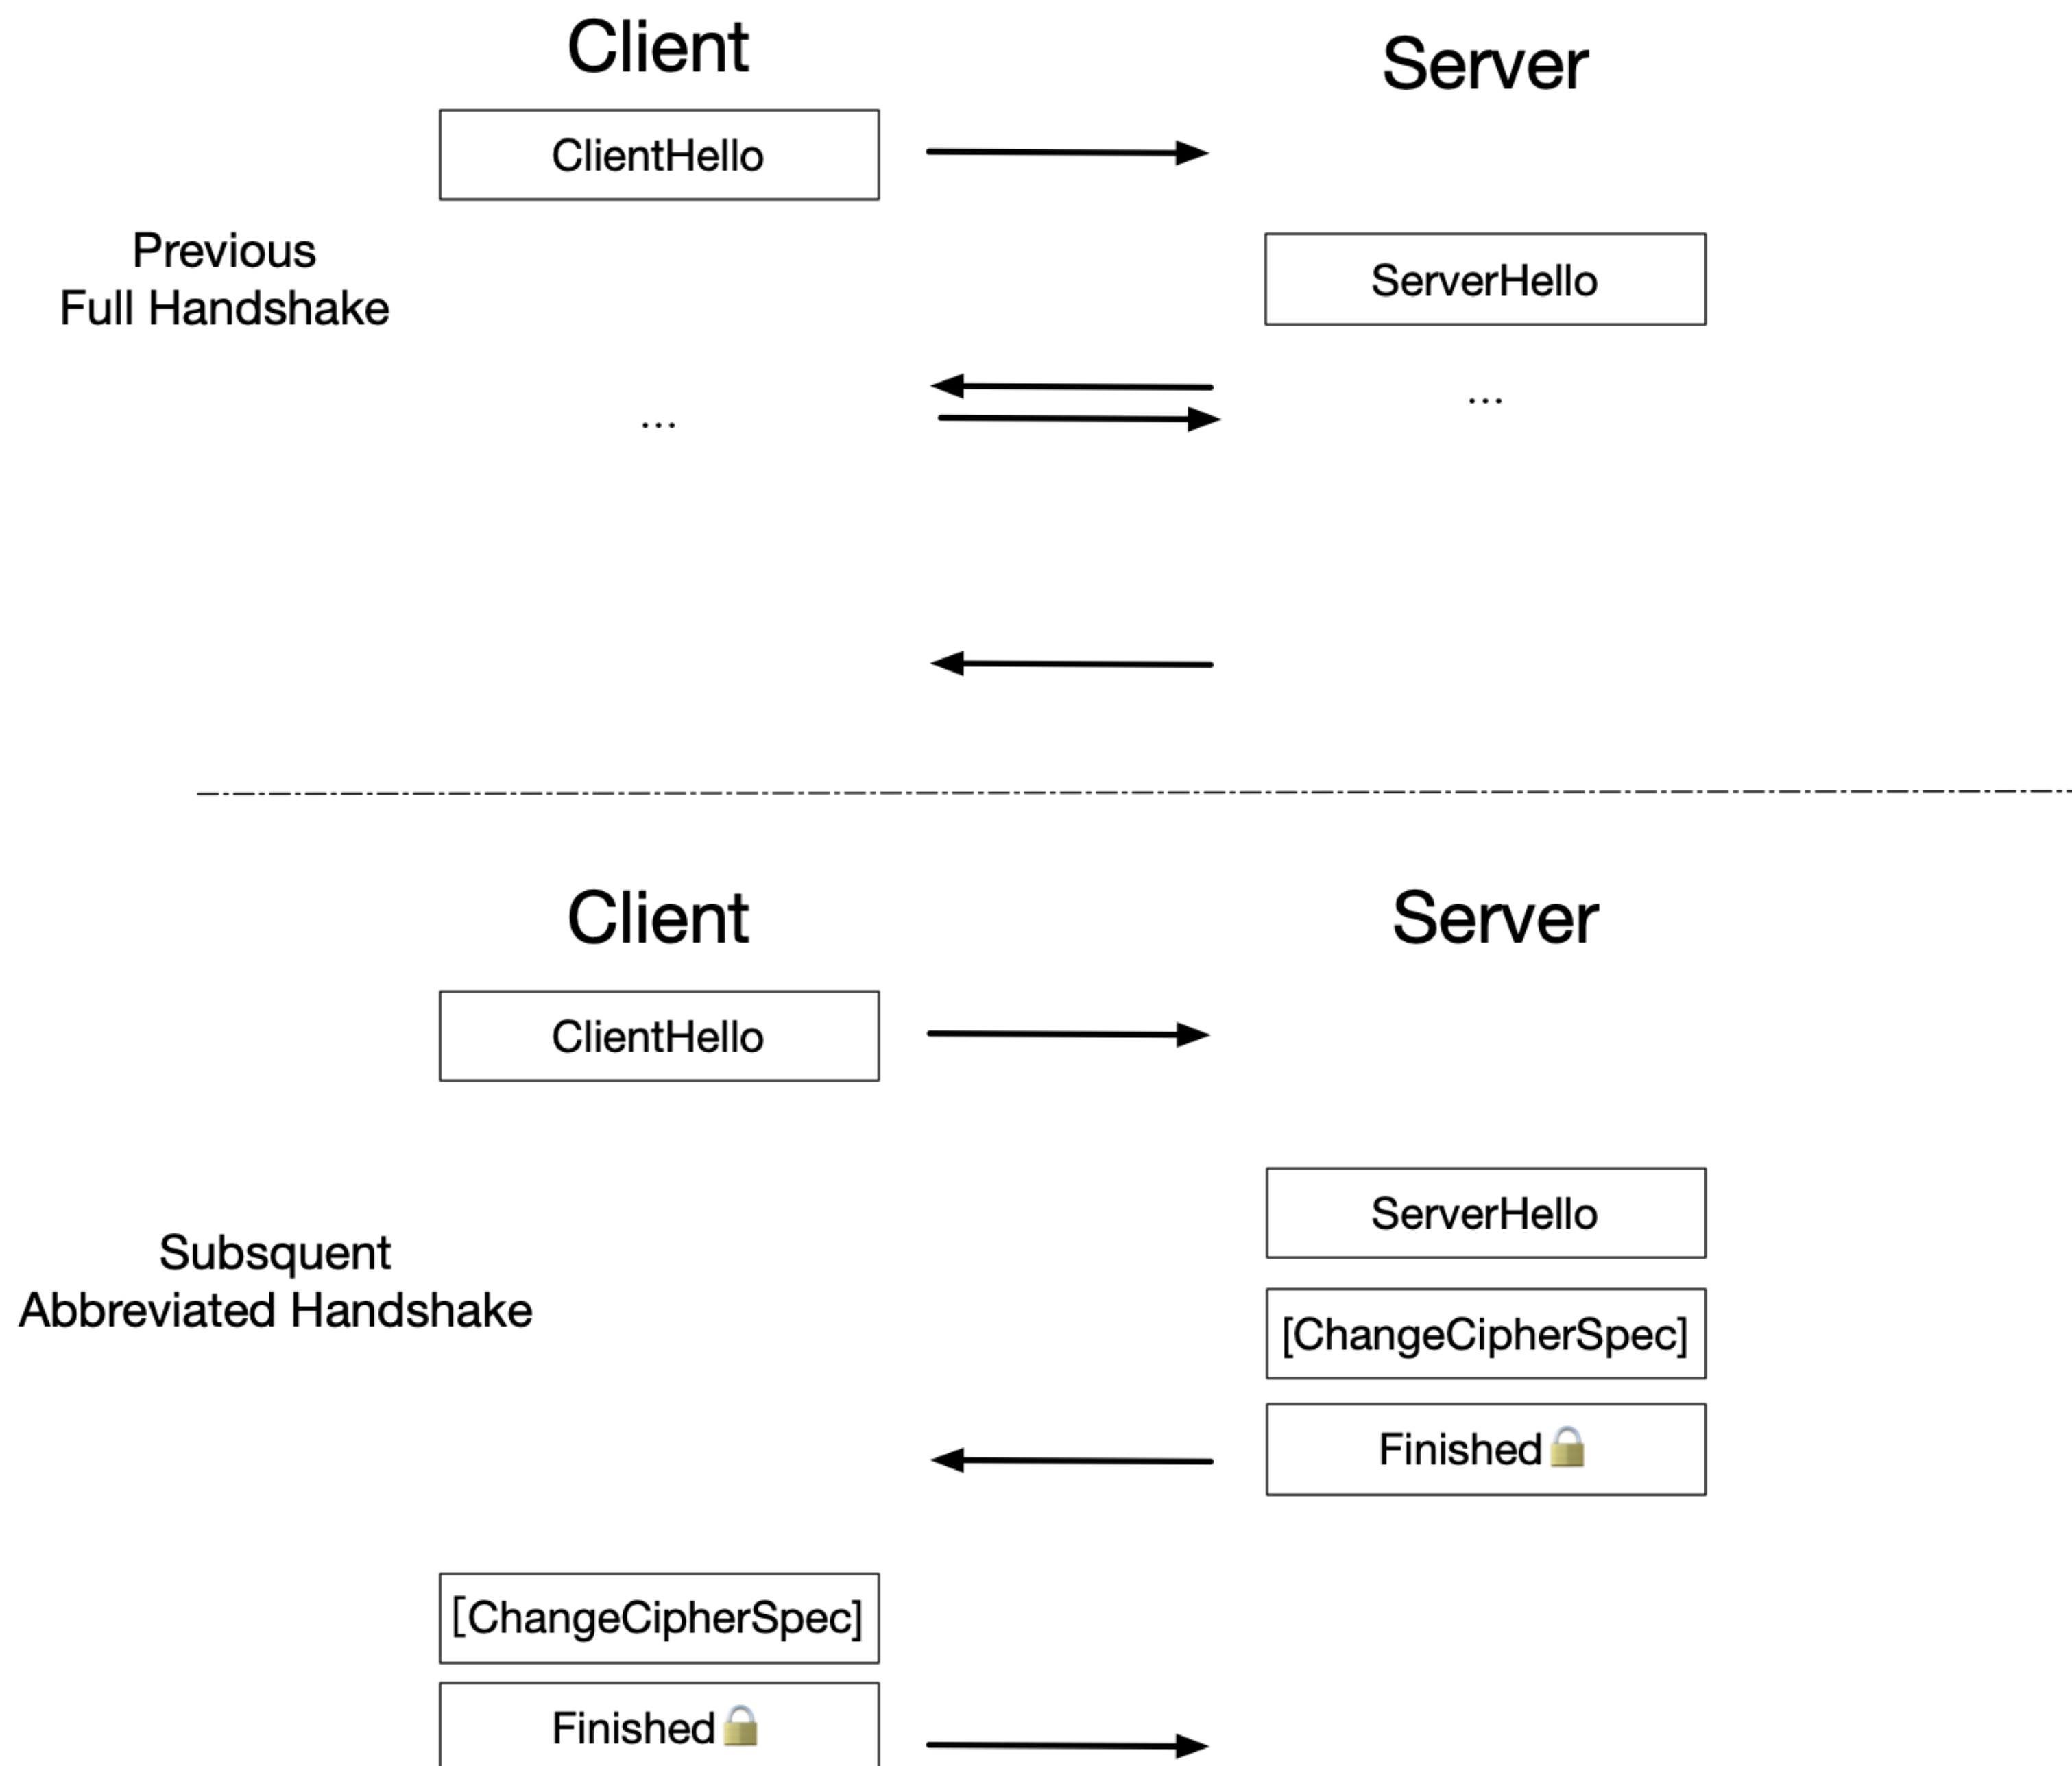 Client
Server
ClientHello
Previous
Full Handshake
ServerHello
...
...
Client
Server
ClientHello
ServerHello
Subsquent
Abbreviated Handshake
[ChangeCipherSpec]
Finished🔒
[ChangeCipherSpec]
Finished🔒